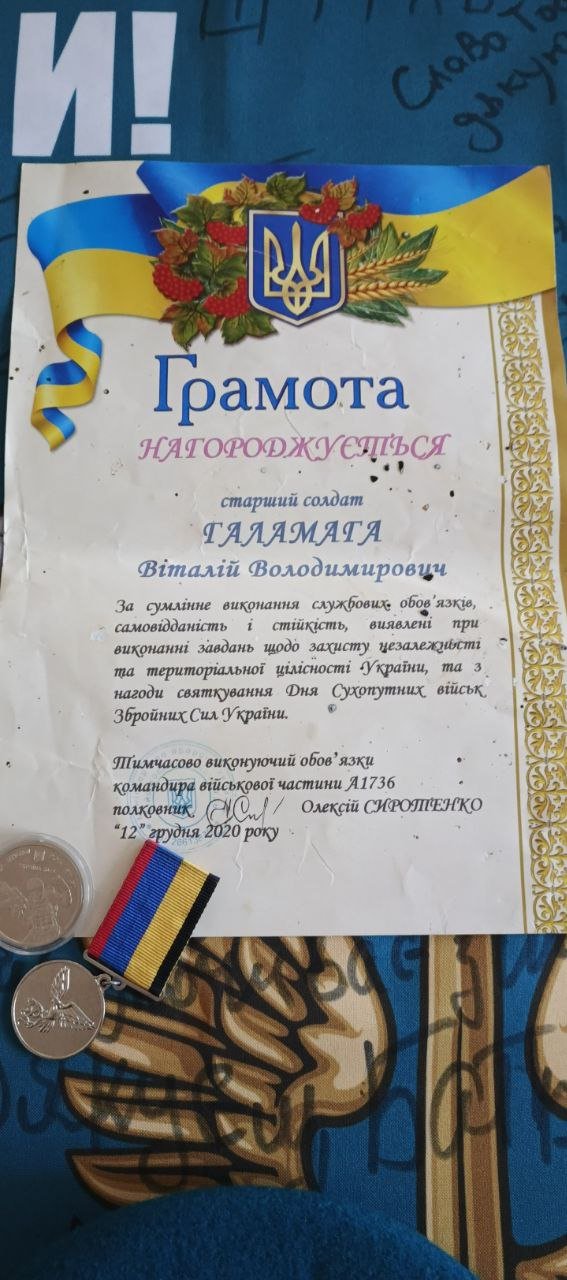 И!
Слава
дякую
Грамота
НАГОРОДЖУЄТЬСЯ
старший солдат
ГАЛАМАГА
Віталій Володимирович
За сумлінне виконання службових обов’язків,
самовідданість і стійкість, виявлені при
виконанні завдань щодо захисту незалежності
та територіальної цілісності України, та з
нагоди святкування Дня Сухопутних військ
Збройних Сил України.
Тимчасово виконуючий обов’язки
командира військової частини А1736
полковник Олексій СИРОТЕНКО
“12” грудня 2020 року